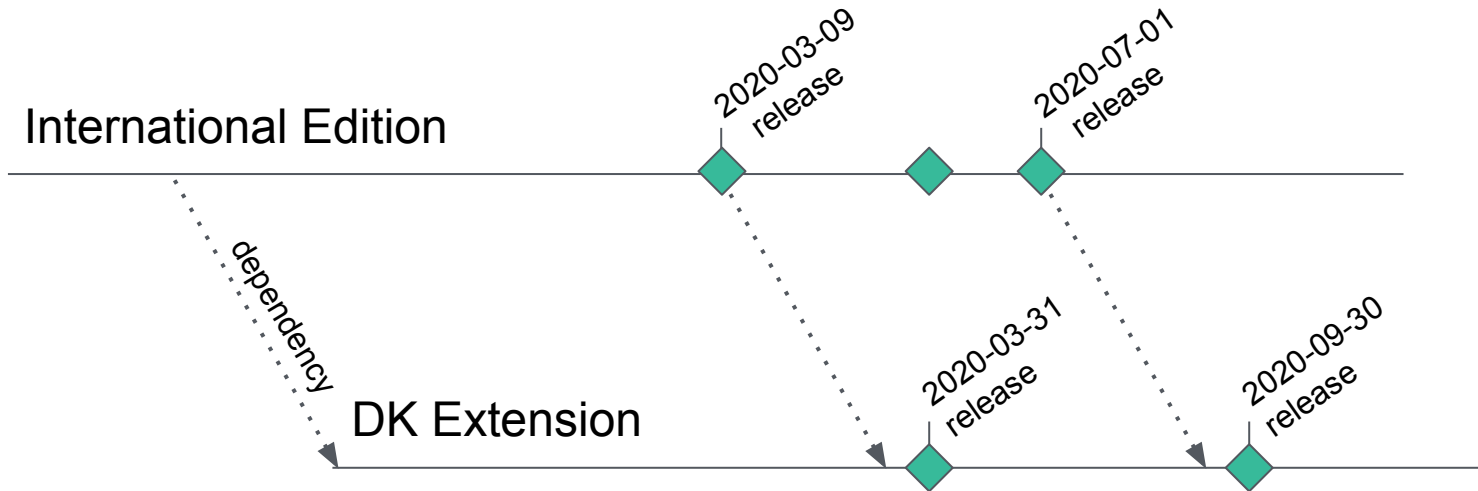 2020-03-09
release
2020-07-01
release
International Edition
dependency
2020-03-31
release
2020-09-30
release
DK Extension